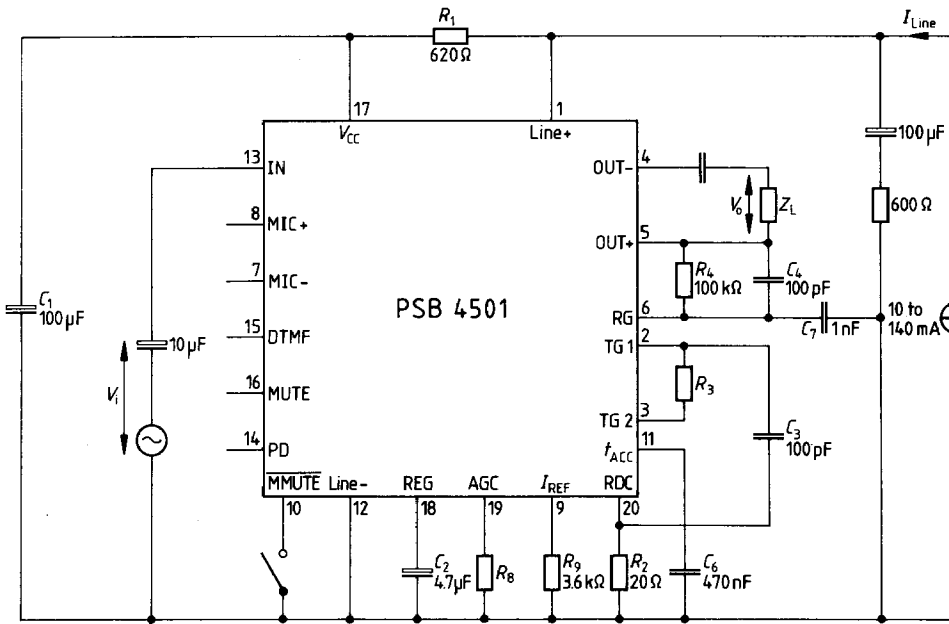 R1
620Ω
ILine
17
1
VCC
Line+
100 µF
13
IN
OUT-
4
8
MIC+
Vo
ZL
600 Ω
OUT+
5
7
MIC-
R4
100 kΩ
C4
100 pF
C1
100 µF
PSB 4501
RG
6
C7
1 nF
10 to
140 mA
15
DTMF
10 µF
TG 1
2
R3
Vi
16
MUTE
TG 2
3
C3
100 pF
14
PD
tACC
11
MMUTE
Line-
REG
AGC
IREF
RDC
10
12
18
19
9
20
C2
4.7µF
R8
R9
3.6 kΩ
R2
20Ω
C6
470 nF